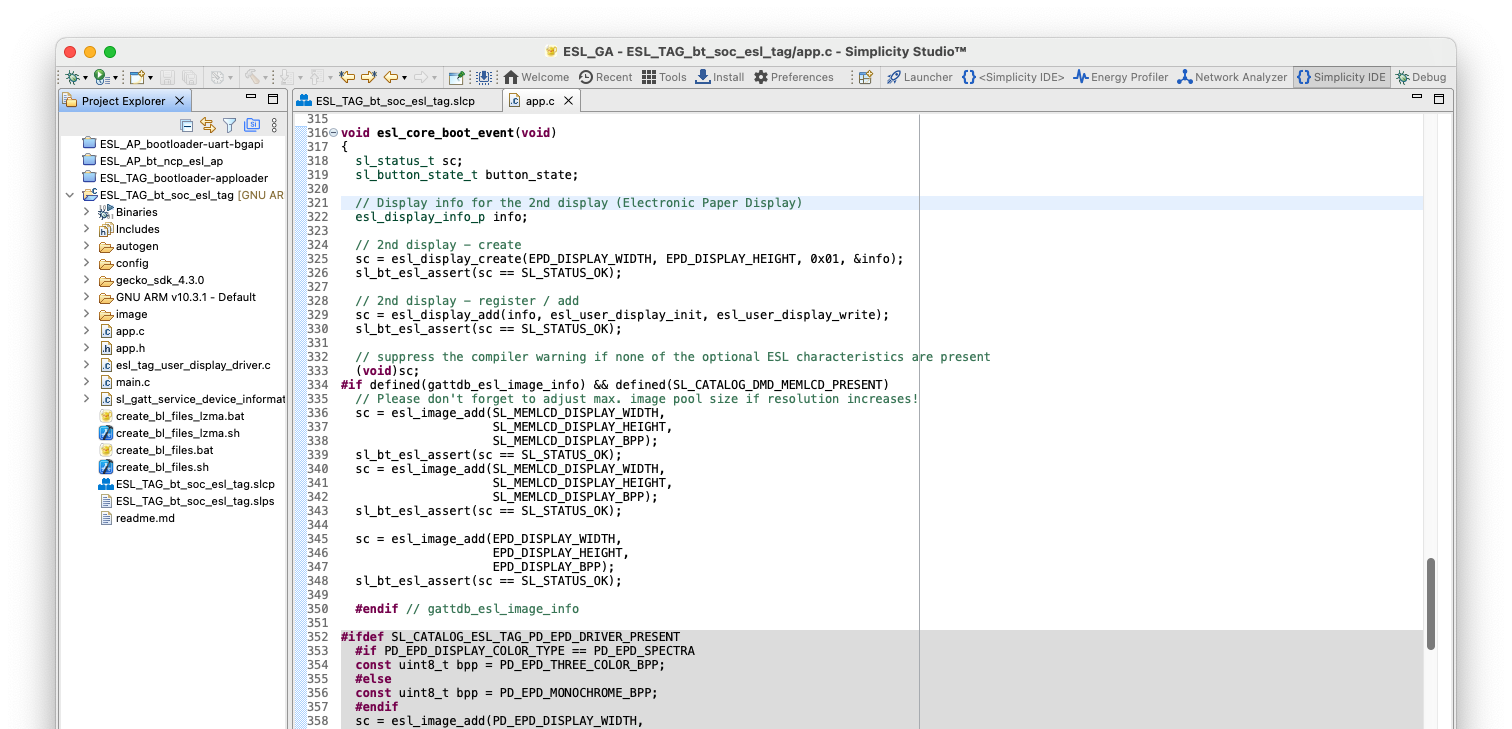 ESL_GA - ESL_TAG_bt_soc_esl_tag/app.c - Simplicity Studio™
Welcome Recent Tools Install Preferences Launcher <Simplicity IDE> Energy Profiler Network Analyzer Simplicity IDE Debug
Project Explorer
ESL_AP_bootloader-uart-bgapi
ESL_AP_bt_ncp_esl_ap
ESL_TAG_bootloader-apploader
ESL_TAG_bt_soc_esl_tag [GNU AR
Binaries
Includes
autogen
config
gecko_sdk_4.3.0
GNU ARM v10.3.1 - Default
image
app.c
app.h
esl_tag_user_display_driver.c
main.c
sl_gatt_service_device_informat
create_bl_files_lzma.bat
create_bl_files_lzma.sh
create_bl_files.bat
create_bl_files.sh
ESL_TAG_bt_soc_esl_tag.slcp
ESL_TAG_bt_soc_esl_tag.slps
readme.md
ESL_TAG_bt_soc_esl_tag.slcp app.c
315
316 void esl_core_boot_event(void)
317 {
318 sl_status_t sc;
319 sl_button_state_t button_state;
320
321 // Display info for the 2nd display (Electronic Paper Display)
322 esl_display_info_p info;
323
324 // 2nd display – create
325 sc = esl_display_create(EPD_DISPLAY_WIDTH, EPD_DISPLAY_HEIGHT, 0x01, &info);
326 sl_bt_esl_assert(sc == SL_STATUS_OK);
327
328 // 2nd display – register / add
329 sc = esl_display_add(info, esl_user_display_init, esl_user_display_write);
330 sl_bt_esl_assert(sc == SL_STATUS_OK);
331
332 // suppress the compiler warning if none of the optional ESL characteristics are present
333 (void)sc;
334 #if defined(gattdb_esl_image_info) && defined(SL_CATALOG_DMD_MEMLCD_PRESENT)
335 // Please don't forget to adjust max. image pool size if resolution increases!
336 sc = esl_image_add(SL_MEMLCD_DISPLAY_WIDTH,
337 SL_MEMLCD_DISPLAY_HEIGHT,
338 SL_MEMLCD_DISPLAY_BPP);
339 sl_bt_esl_assert(sc == SL_STATUS_OK);
340 sc = esl_image_add(SL_MEMLCD_DISPLAY_WIDTH,
341 SL_MEMLCD_DISPLAY_HEIGHT,
342 SL_MEMLCD_DISPLAY_BPP);
343 sl_bt_esl_assert(sc == SL_STATUS_OK);
344
345 sc = esl_image_add(EPD_DISPLAY_WIDTH,
346 EPD_DISPLAY_HEIGHT,
347 EPD_DISPLAY_BPP);
348 sl_bt_esl_assert(sc == SL_STATUS_OK);
349
350 #endif // gattdb_esl_image_info
351
352 #ifdef SL_CATALOG_ESL_TAG_PD_EPD_DRIVER_PRESENT
353 #if PD_EPD_DISPLAY_COLOR_TYPE == PD_EPD_SPECTRA
354 const uint8_t bpp = PD_EPD_THREE_COLOR_BPP;
355 #else
356 const uint8_t bpp = PD_EPD_MONOCHROME_BPP;
357 #endif
358 sc = esl_image_add(PD_EPD_DISPLAY_WIDTH,